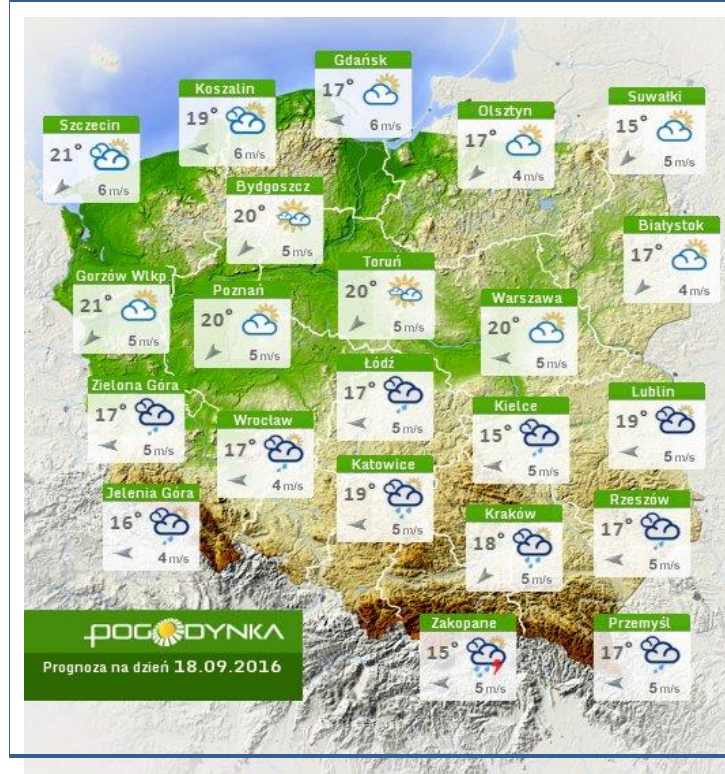 Gdańsk
17°
6 m/s
Koszalin
19°
6 m/s
Suwałki
15°
5 m/s
Olsztyn
17°
4 m/s
Szczecin
21°
6 m/s
Bydgoszcz
20°
5 m/s
Białystok
17°
4 m/s
Toruń
20°
5 m/s
Gorzów Wlkp
21°
5 m/s
Poznań
20°
5 m/s
Warszawa
20°
5 m/s
Łódź
17°
5 m/s
Zielona Góra
17°
5 m/s
Lublin
19°
5 m/s
Kielce
15°
5 m/s
Wrocław
17°
4 m/s
Katowice
19°
5 m/s
Jelenia Góra
16°
4 m/s
Rzeszów
17°
5 m/s
Kraków
18°
5 m/s
POGODYNKA
Prognoza na dzień 18.09.2016
Zakopane
15°
5 m/s
Przemyśl
17°
5 m/s